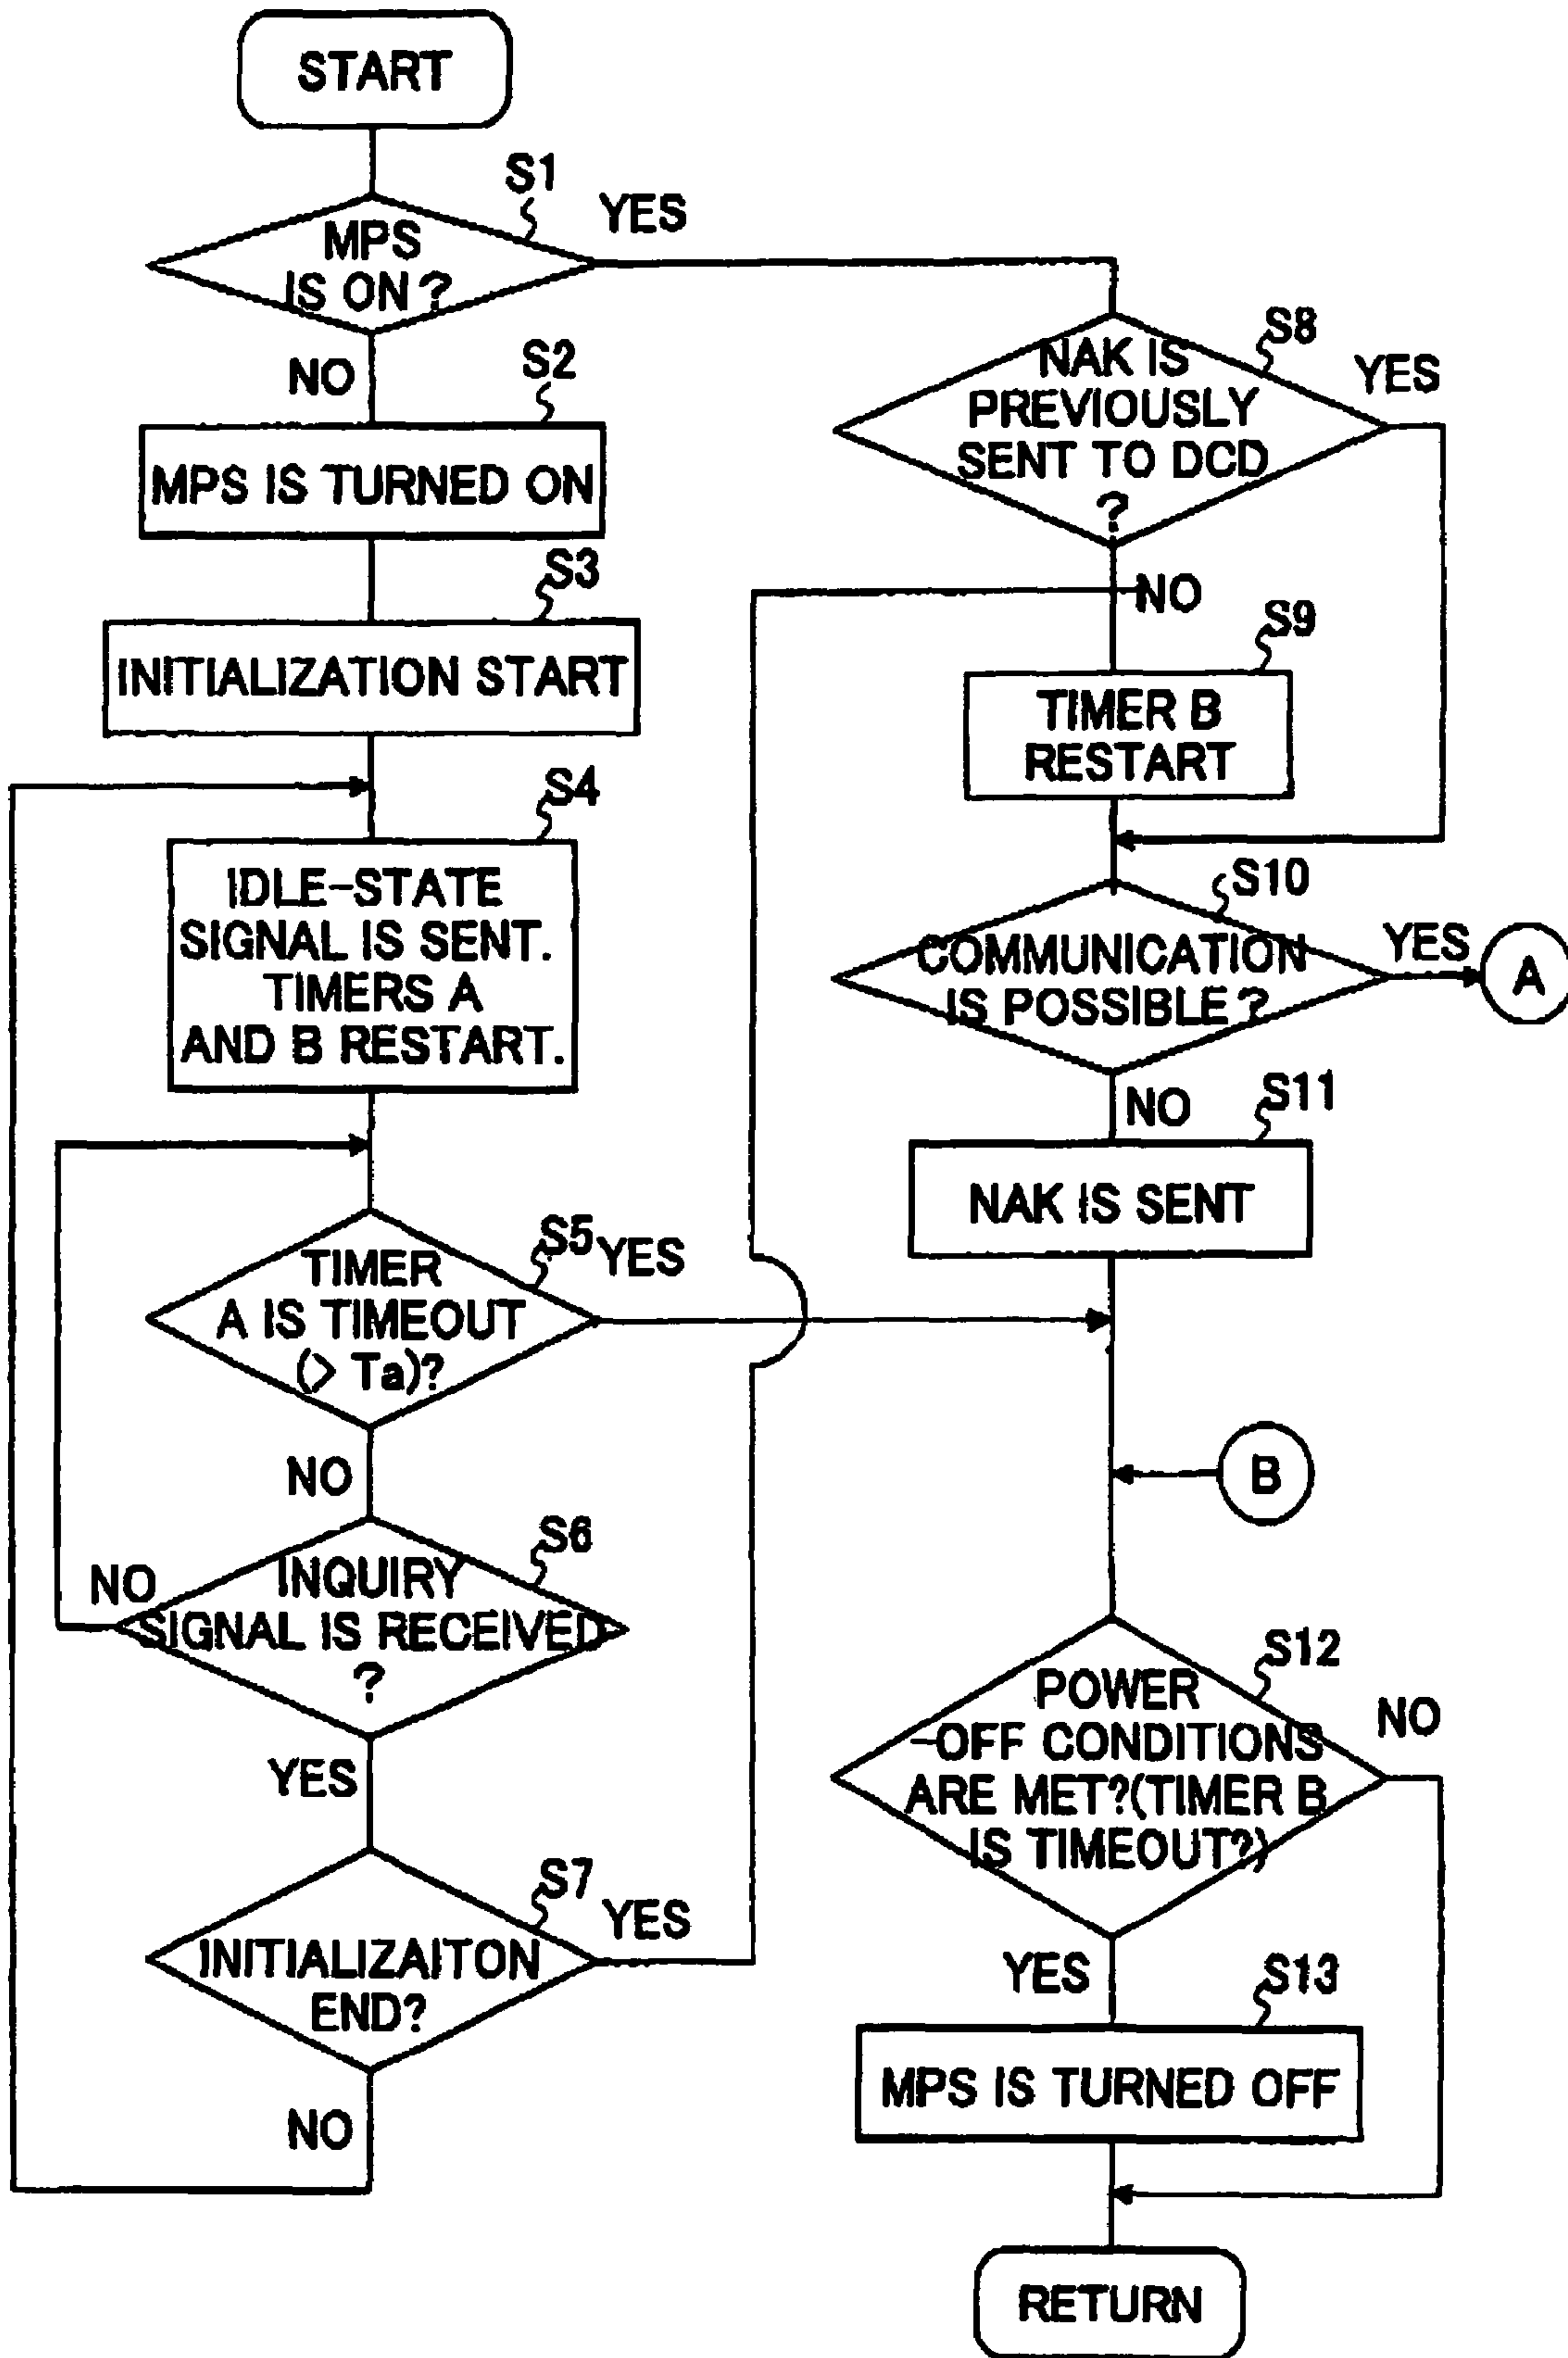 START
S1
YES
MPS
IS ON ?
NO
S2
MPS IS TURNED ON
S3
INITIALIZATION START
S4
IDLE-STATE
SIGNAL IS SENT.
TIMERS A
AND B RESTART.
S5
YES
TIMER
A IS TIMEOUT
(> Ta)?
NO
S6
NO
INQUIRY
SIGNAL IS RECEIVED
?
YES
S7
YES
INITIALIZAITON
END?
NO
S8
YES
NAK IS
PREVIOUSLY
SENT TO DCD
?
NO
S9
TIMER B
RESTART
S10
YES
A
COMMUNICATION
IS POSSIBLE ?
NO
S11
NAK IS SENT
B
S12
NO
POWER
-OFF CONDITIONS
ARE MET?(TIMER B
IS TIMEOUT?)
YES
S13
MPS IS TURNED OFF
RETURN